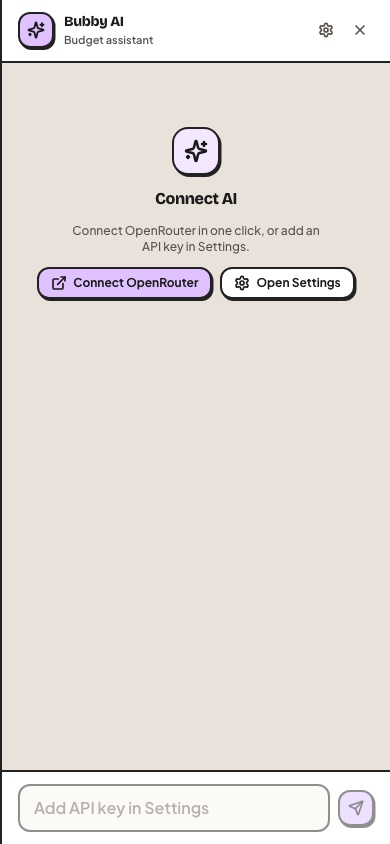 Bubby AI
Budget assistant
Connect AI
Connect OpenRouter in one click, or add an
API key in Settings.
Connect OpenRouter
Open Settings
Add API key in Settings